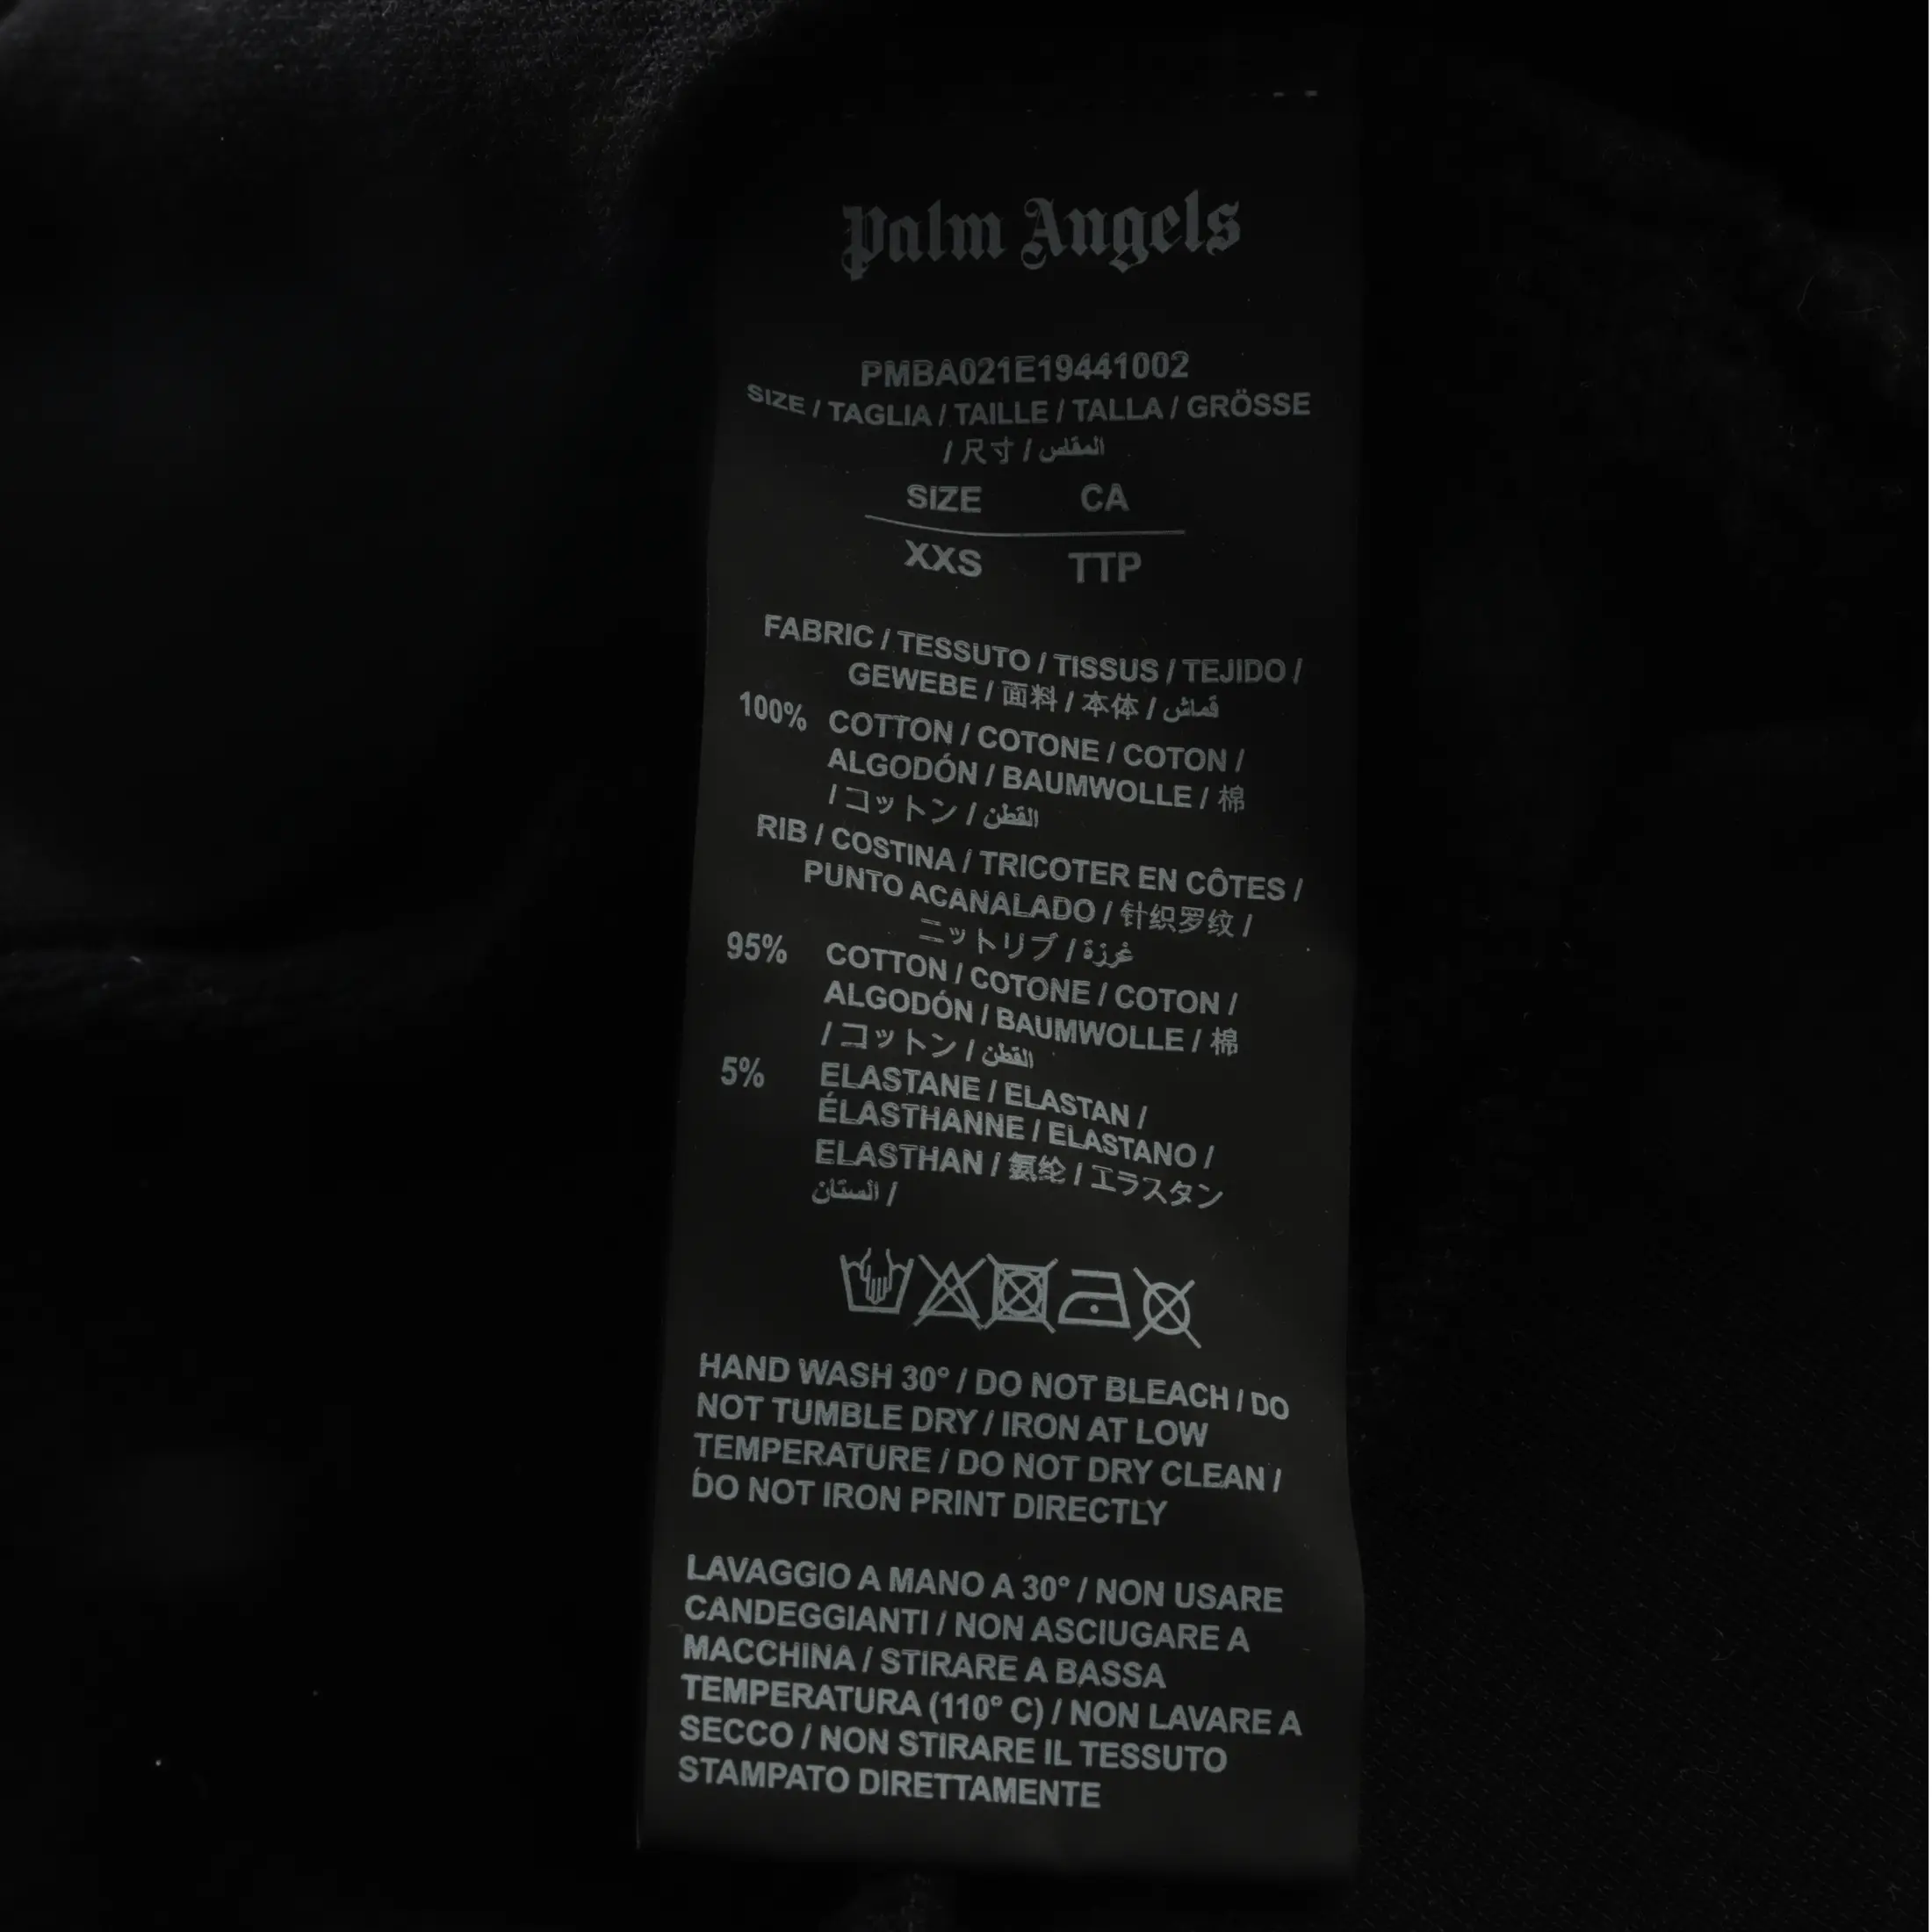 Palm Angels
PMBA021E19441002
SIZE / TAGLIA / TAILLE / TALLA / GRÖSSE
/ 尺寸 / المقاس
SIZE CA
XXS TTP
FABRIC / TESSUTO / TISSUS / TEJIDO /
GEWEBE / 面料 / 本体 / قماش
100% COTTON / COTONE / COTON /
ALGODÓN / BAUMWOLLE / 棉
/ コットン / القطن
RIB / COSTINA / TRICOTER EN CÔTES /
PUNTO ACANALADO / 针织罗纹 /
ニットリブ / غرزة
95% COTTON / COTONE / COTON /
ALGODÓN / BAUMWOLLE / 棉
/ コットン / القطن
5% ELASTANE / ELASTAN /
ÉLASTHANNE / ELASTANO /
ELASTHAN / 氨纶 / エラスタン
/
HAND WASH 30° / DO NOT BLEACH / DO
NOT TUMBLE DRY / IRON AT LOW
TEMPERATURE / DO NOT DRY CLEAN /
DO NOT IRON PRINT DIRECTLY
LAVAGGIO A MANO A 30° / NON USARE
CANDEGGIANTI / NON ASCIUGARE A
MACCHINA / STIRARE A BASSA
TEMPERATURA (110° C) / NON LAVARE A
SECCO / NON STIRARE IL TESSUTO
STAMPATO DIRETTAMENTE